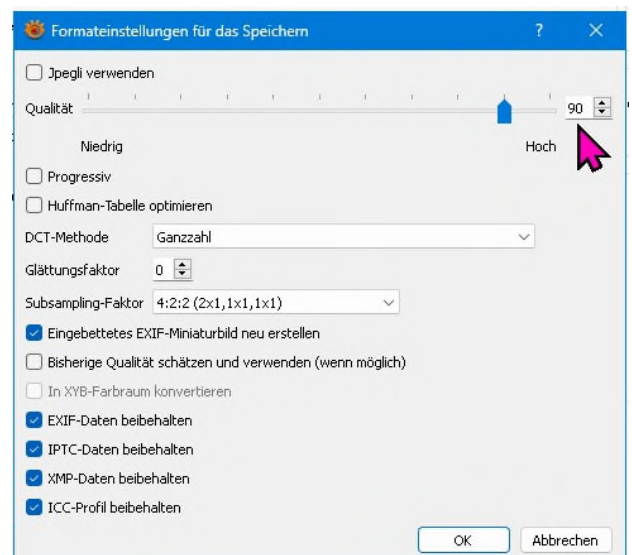 Formateinstellungen für das Speichern
Jpegli verwenden
Qualität 90
Niedrig Hoch
Progressiv
Huffman-Tabelle optimieren
DCT-Methode Ganzzahl
Glättungsfaktor 0
Subsampling-Faktor 4:2:2 (2x1,1x1,1x1)
Eingebettetes EXIF-Miniaturbild neu erstellen
Bisherige Qualität schätzen und verwenden (wenn möglich)
In XYB-Farbraum konvertieren
EXIF-Daten beibehalten
IPTC-Daten beibehalten
XMP-Daten beibehalten
ICC-Profil beibehalten
OK Abbrechen